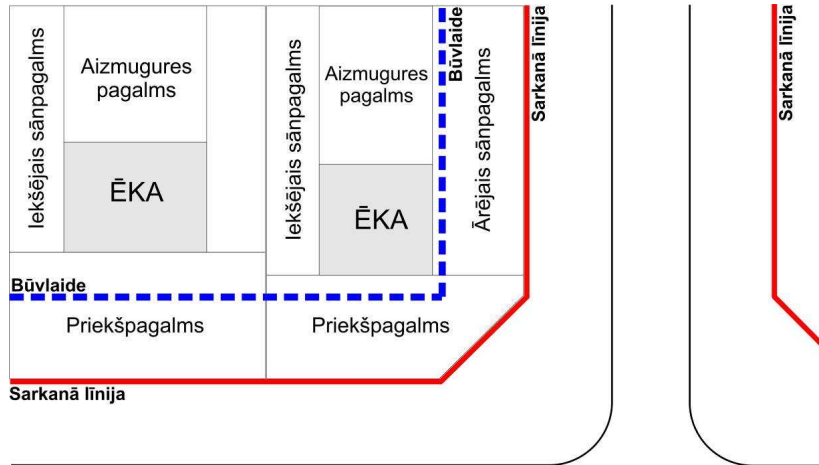 Iekšējais sānpagalms
Aizmugures
pagalms
ĒKA
Iekšējais sānpagalms
Aizmugures
pagalms
ĒKA
Būvlaide
Ārējais sānpagalms
Sarkanā līnija
Sarkanā līnija
Būvlaide
Priekšpagalms
Priekšpagalms
Sarkanā līnija